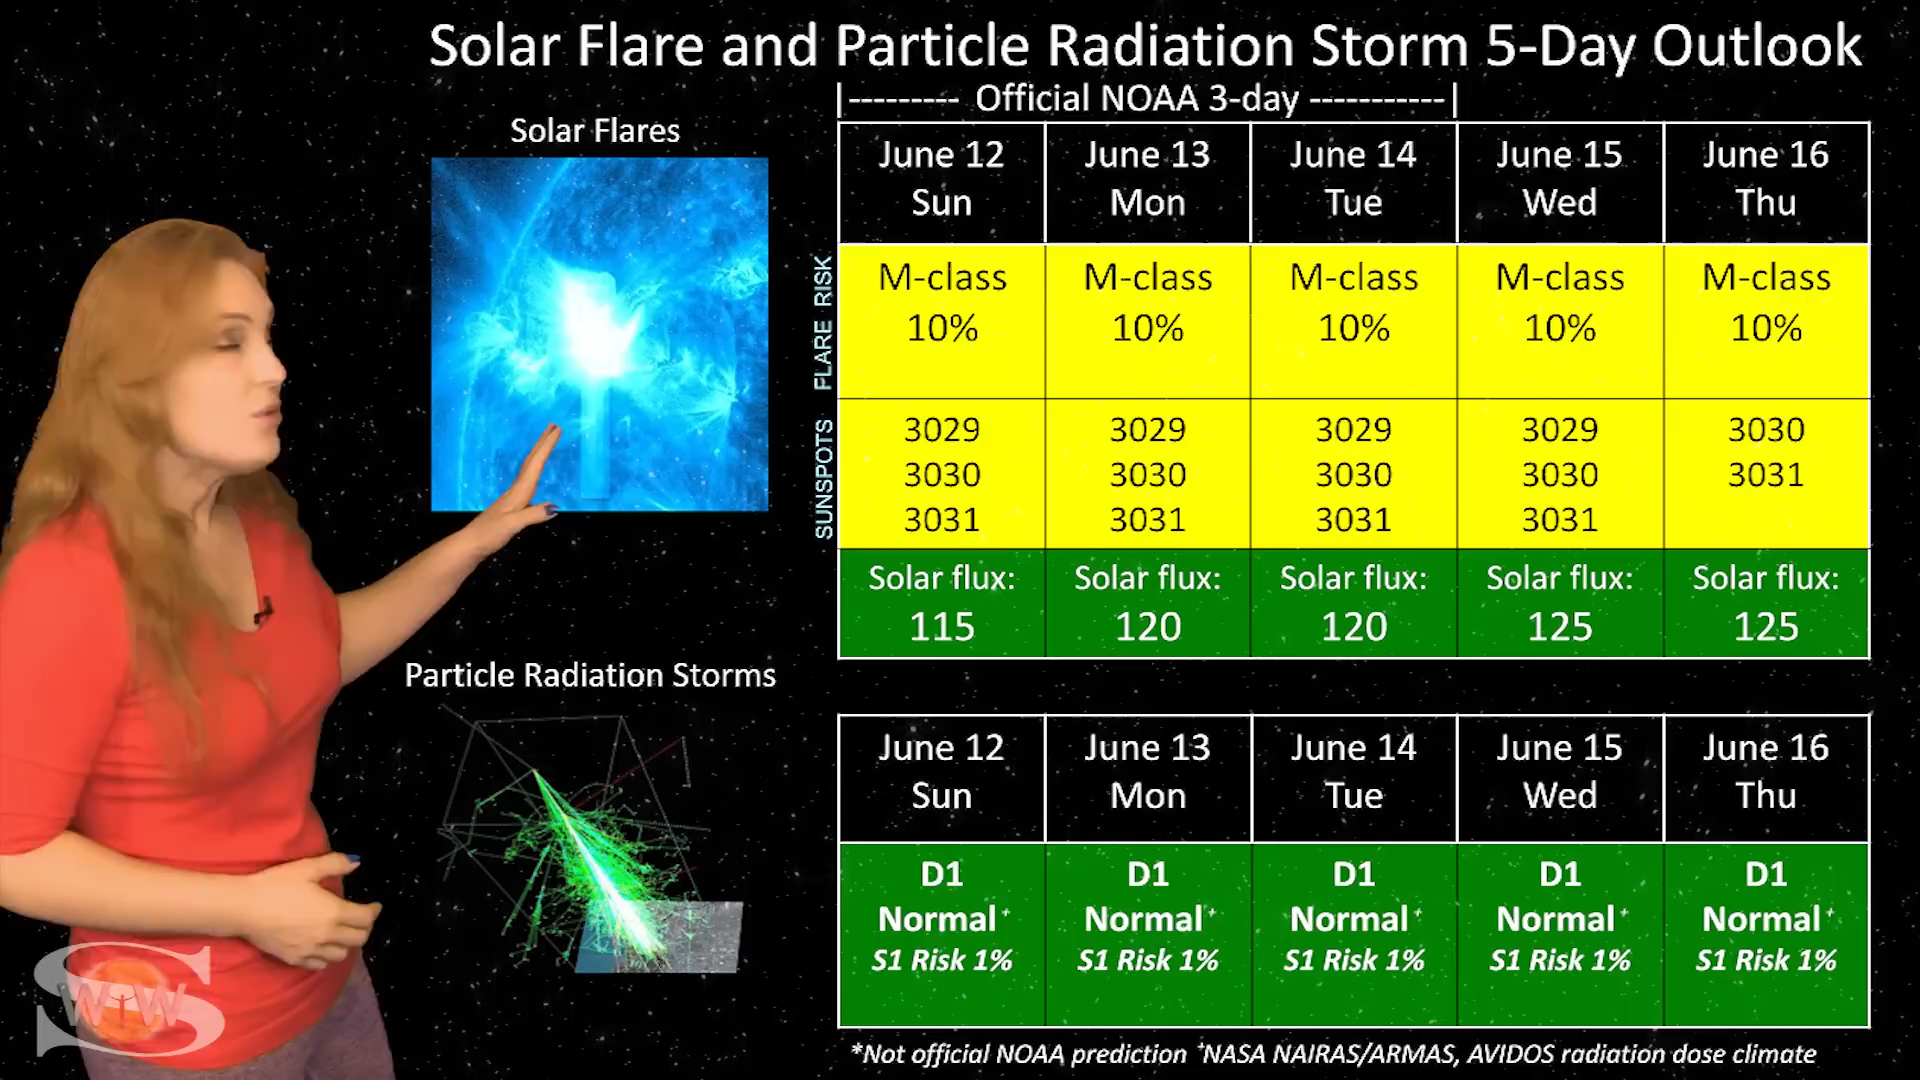 Solar Flare and Particle Radiation Storm 5-Day Outlook
|--------- Official NOAA 3-day -----------|
Solar Flares
June 12 June 13 June 14 June 15 June 16
Sun Mon Tue Wed Thu
FLARE RISK
M-class M-class M-class M-class M-class
10% 10% 10% 10% 10%
SUNSPOTS
3029 3029 3029 3029 3030
3030 3030 3030 3030 3031
3031 3031 3031 3031
Solar flux: Solar flux: Solar flux: Solar flux: Solar flux:
115 120 120 125 125
Particle Radiation Storms
June 12 June 13 June 14 June 15 June 16
Sun Mon Tue Wed Thu
D1 D1 D1 D1 D1
Normal+ Normal+ Normal+ Normal+ Normal+
S1 Risk 1% S1 Risk 1% S1 Risk 1% S1 Risk 1% S1 Risk 1%
*Not official NOAA prediction +NASA NAIRAS/ARMAS, AVIDOS radiation dose climate
SWTW